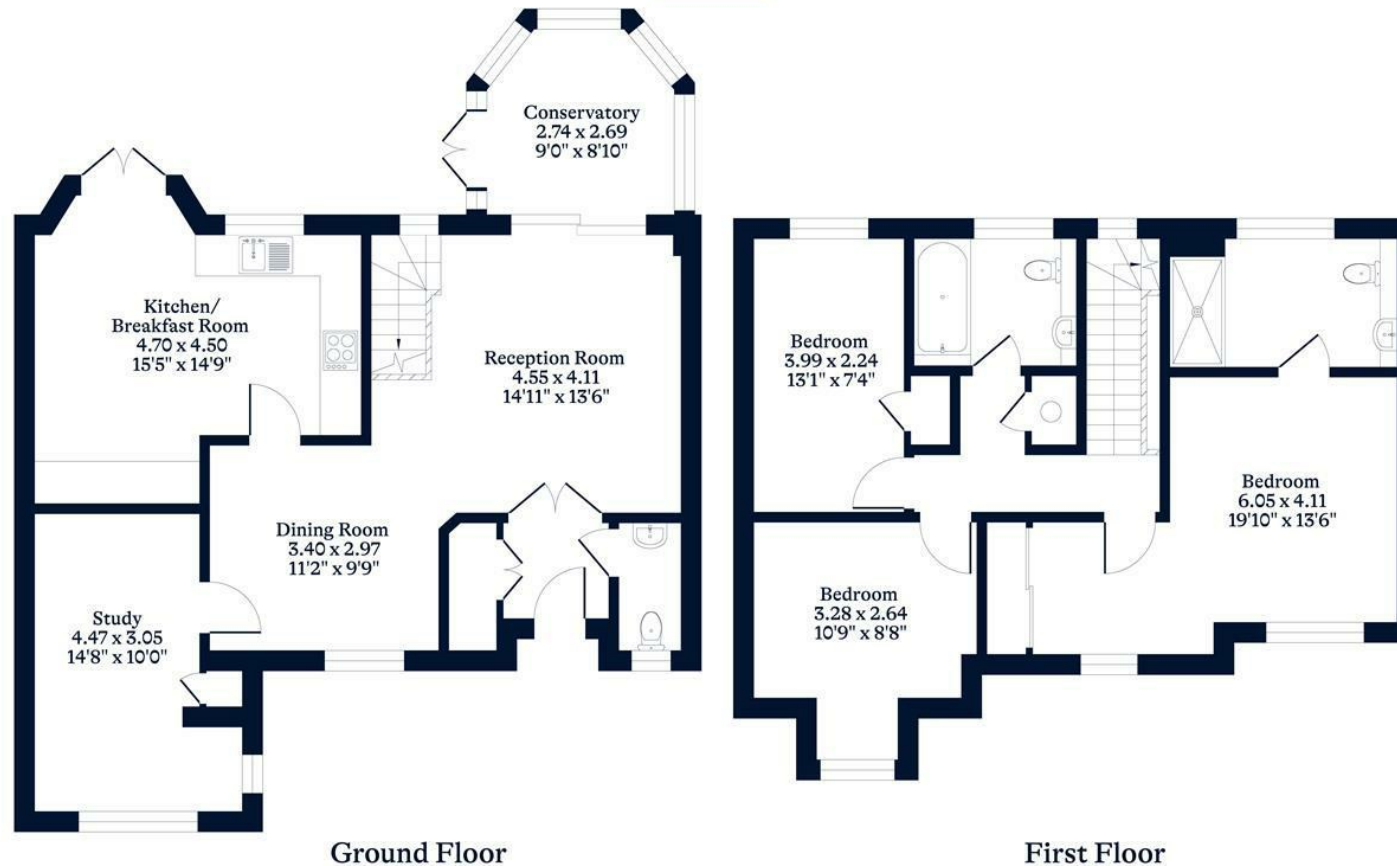 Conservatory
2.74 x 2.69
9'0" x 8'10"
Kitchen/
Breakfast Room
4.70 x 4.50
15'5" x 14'9"
Reception Room
4.55 x 4.11
14'11" x 13'6"
Dining Room
3.40 x 2.97
11'2" x 9'9"
Study
4.47 x 3.05
14'8" x 10'0"
Ground Floor
Bedroom
3.99 x 2.24
13'1" x 7'4"
Bedroom
6.05 x 4.11
19'10" x 13'6"
Bedroom
3.28 x 2.64
10'9" x 8'8"
First Floor